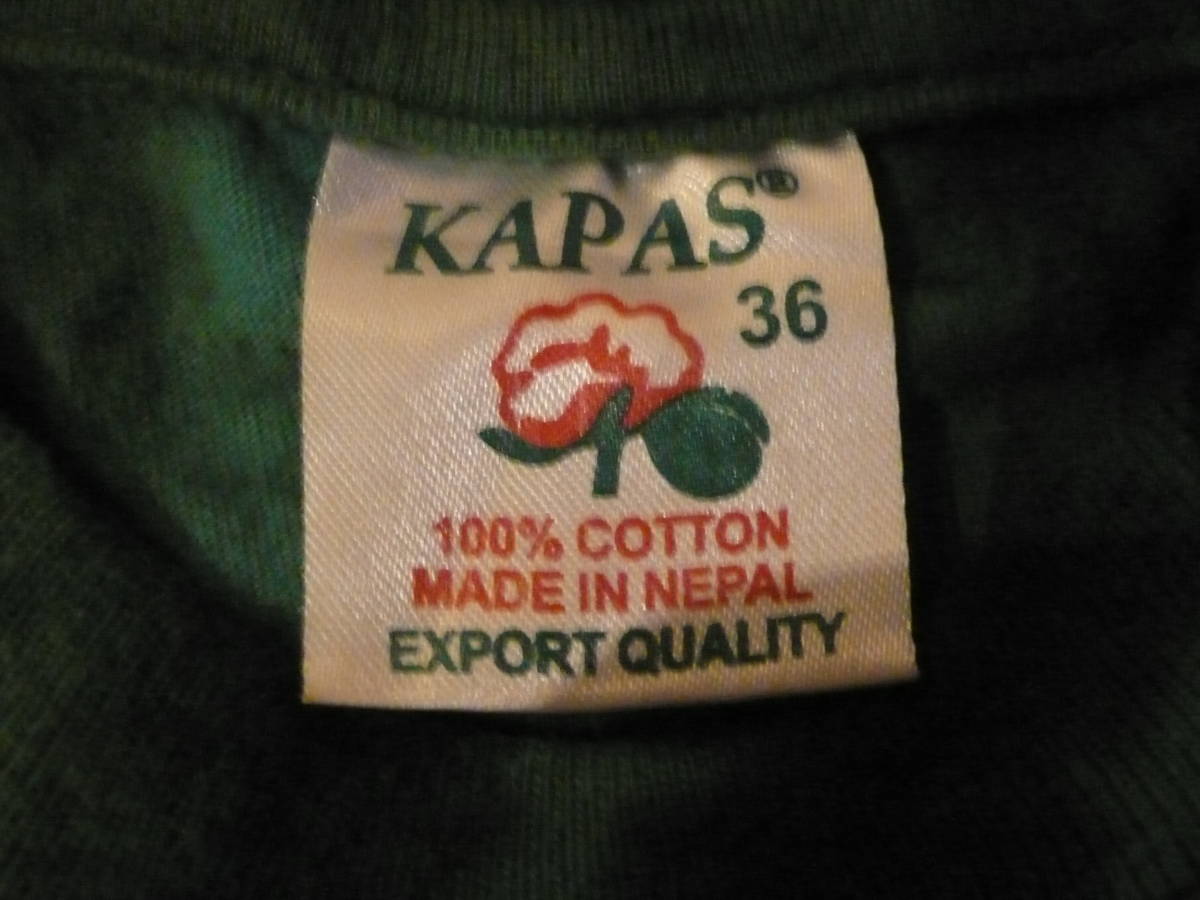 KAPAS®
36
100% COTTON
MADE IN NEPAL
EXPORT QUALITY